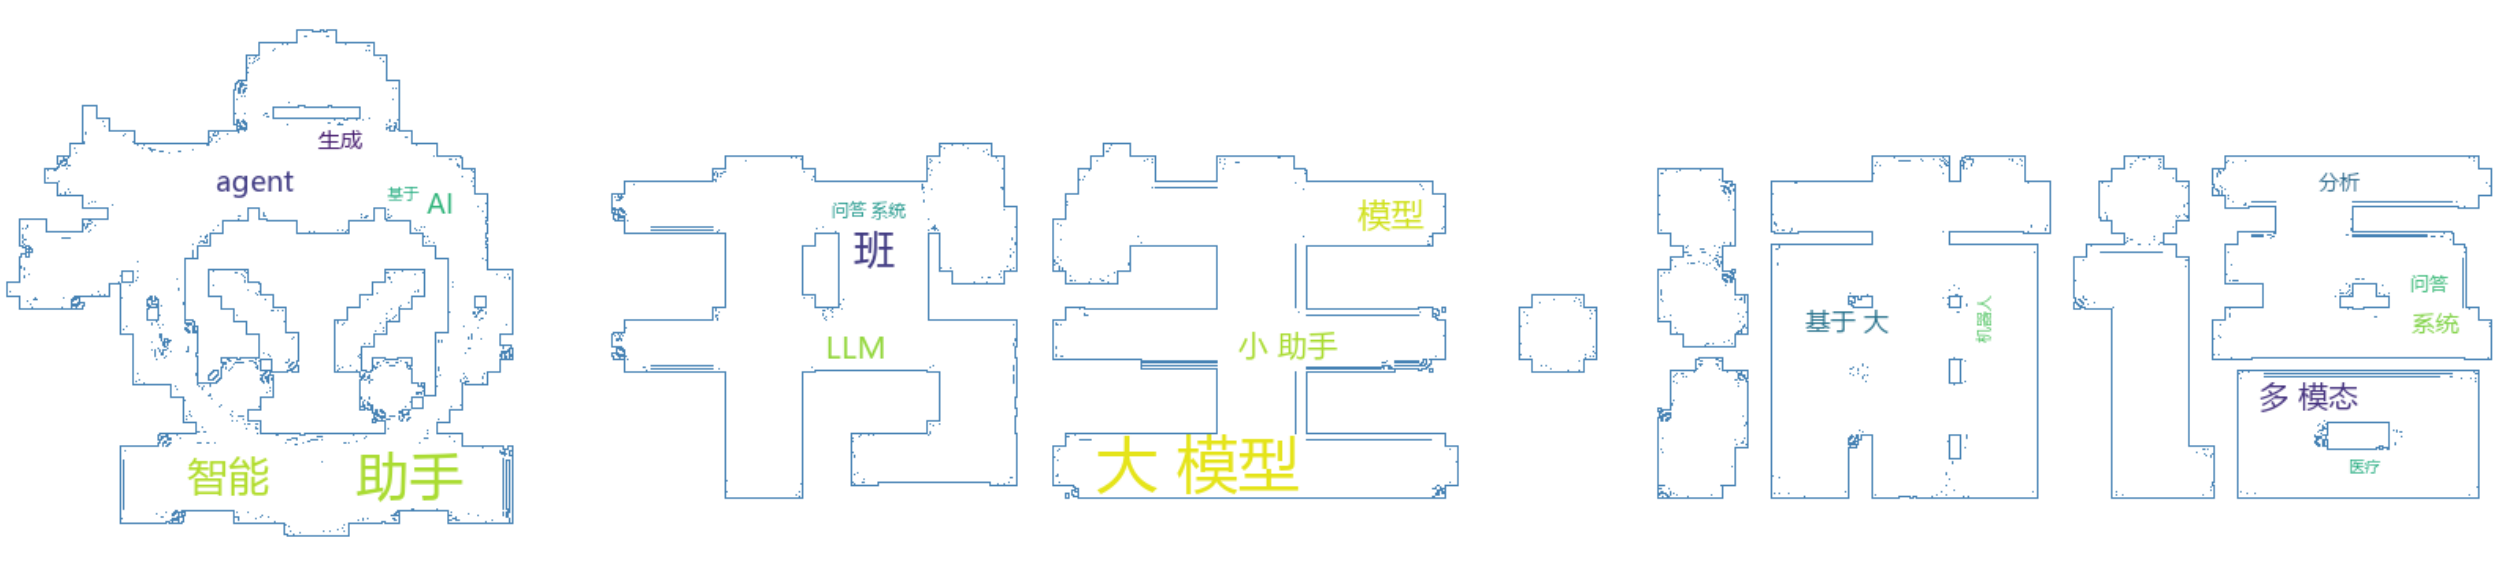 生成
agent
基于
AI
智能
助手
问答 系统
班
LLM
模型
小 助手
大 模型
基于 大
机器人
分析
问答
系统
多 模态
医疗